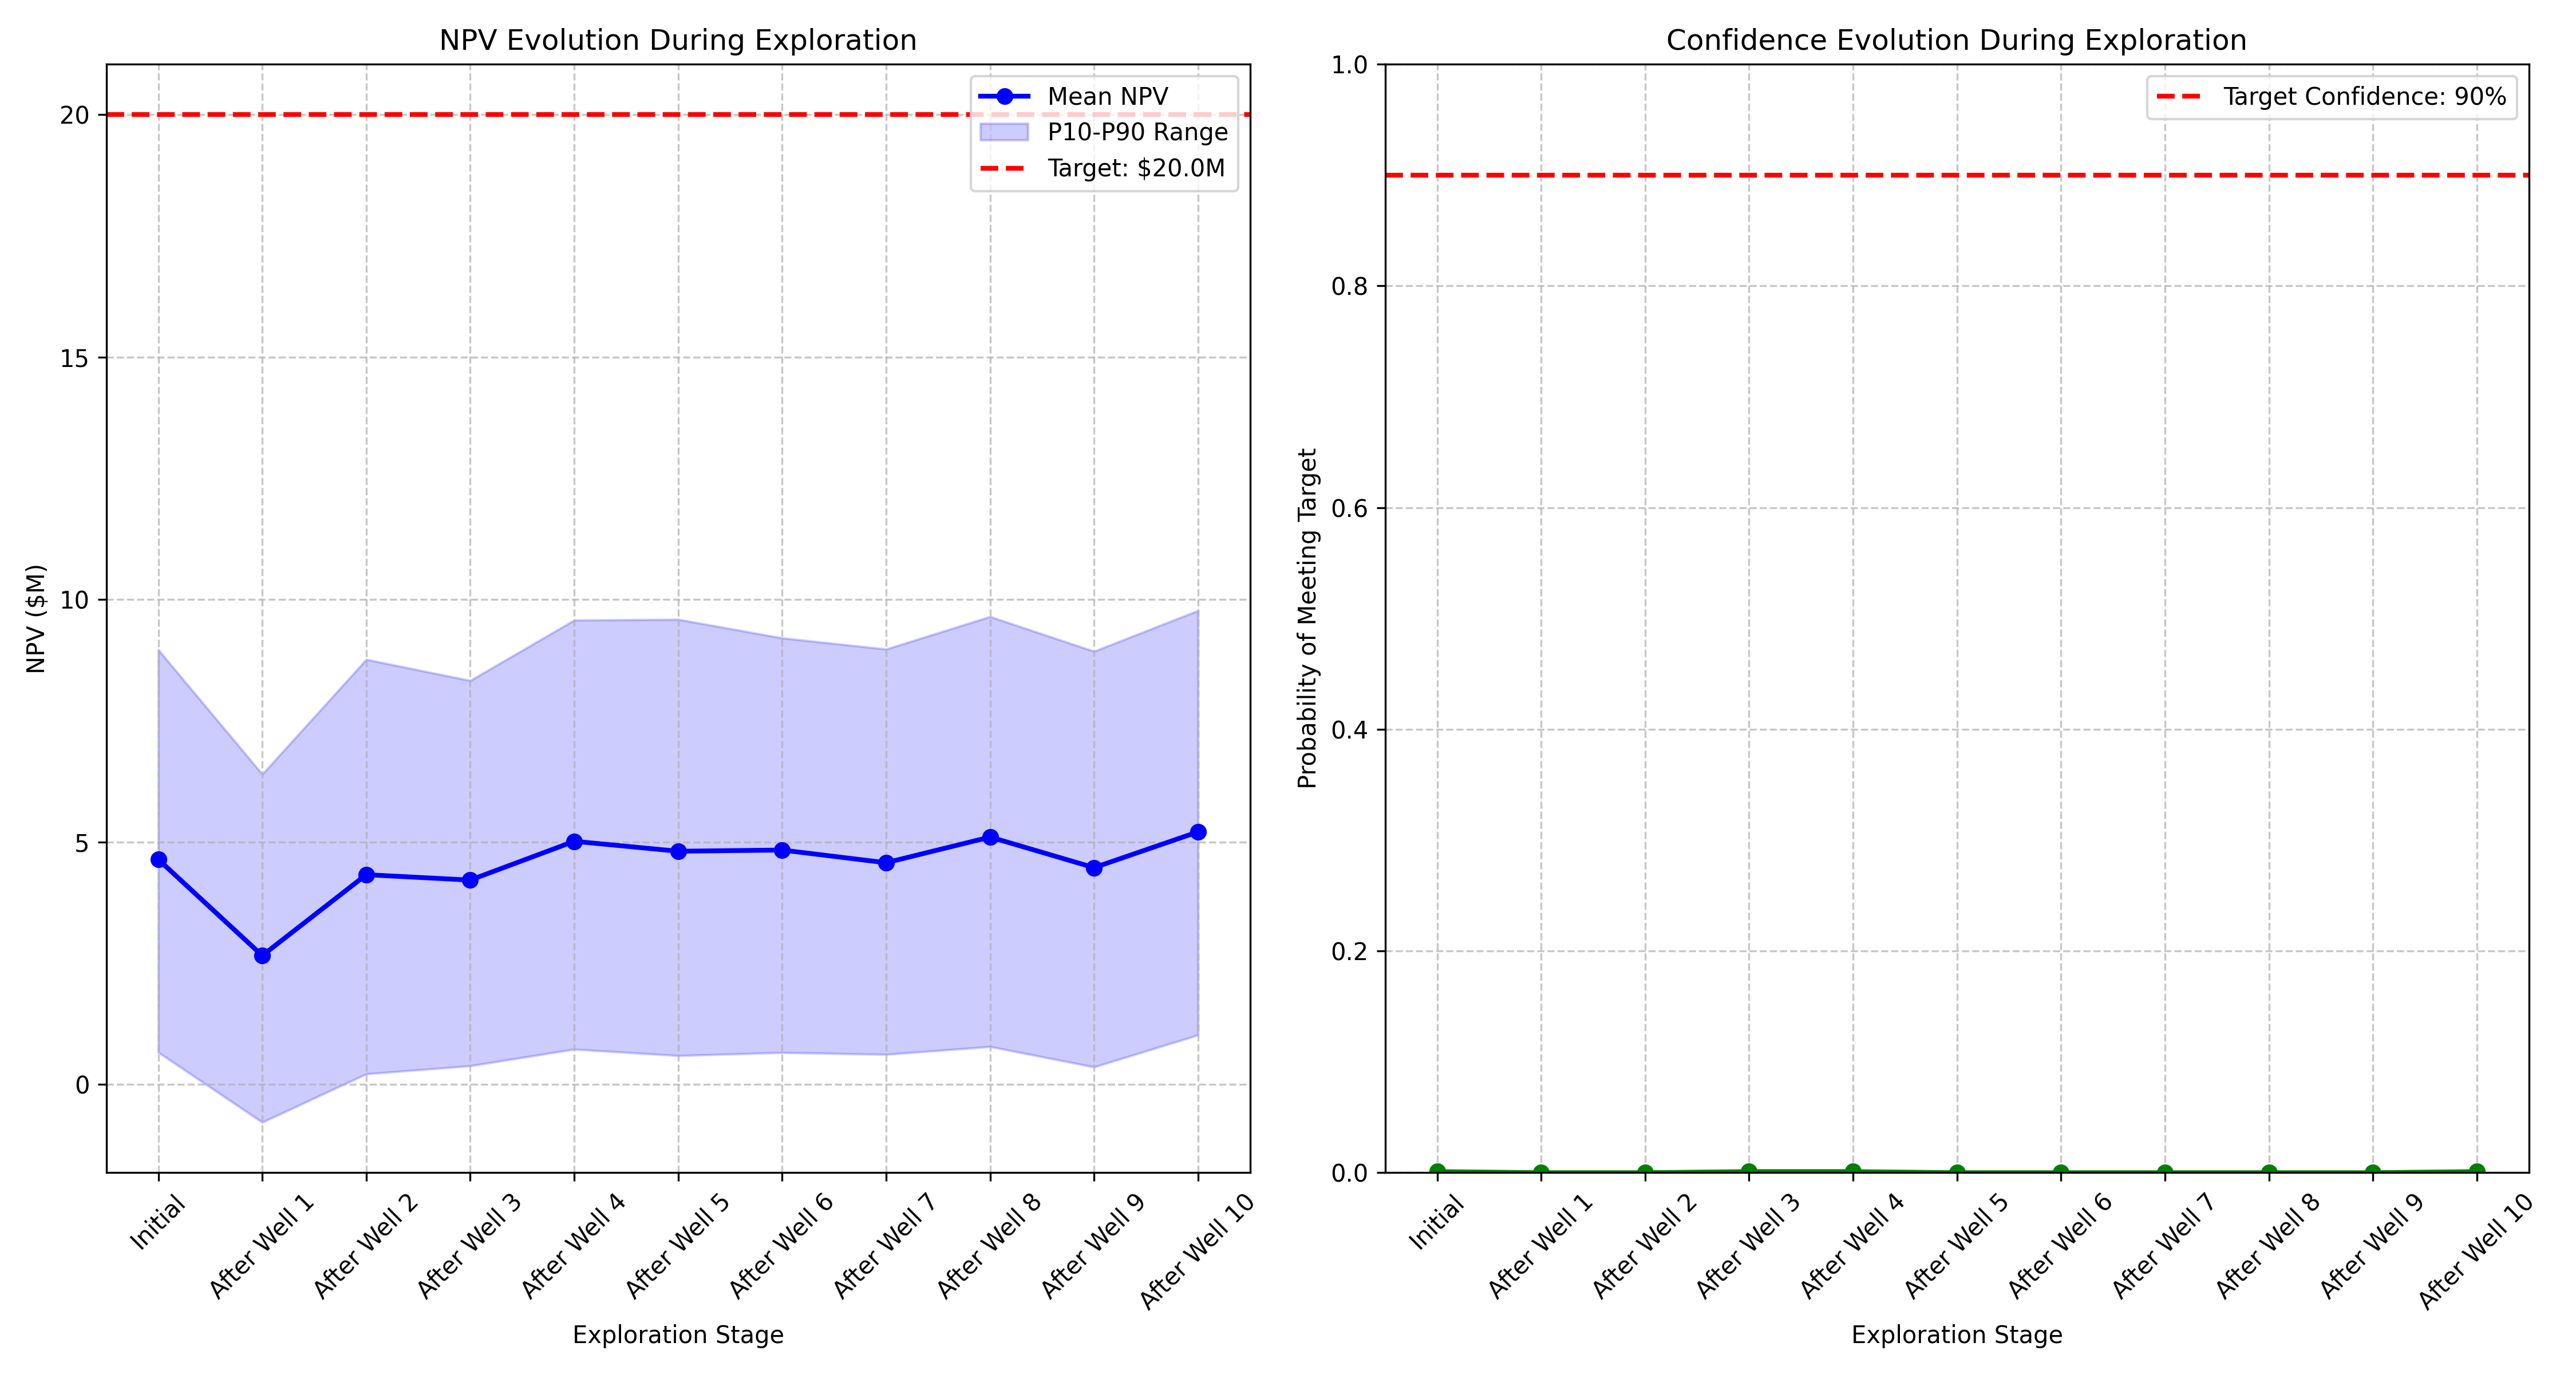 NPV Evolution During Exploration
NPV ($M)
20
15
10
5
0
Mean NPV
P10-P90 Range
Target: $20.0M
Initial
After Well 1
After Well 2
After Well 3
After Well 4
After Well 5
After Well 6
After Well 7
After Well 8
After Well 9
After Well 10
Exploration Stage
Confidence Evolution During Exploration
Probability of Meeting Target
1.0
0.8
0.6
0.4
0.2
0.0
Target Confidence: 90%
Initial
After Well 1
After Well 2
After Well 3
After Well 4
After Well 5
After Well 6
After Well 7
After Well 8
After Well 9
After Well 10
Exploration Stage